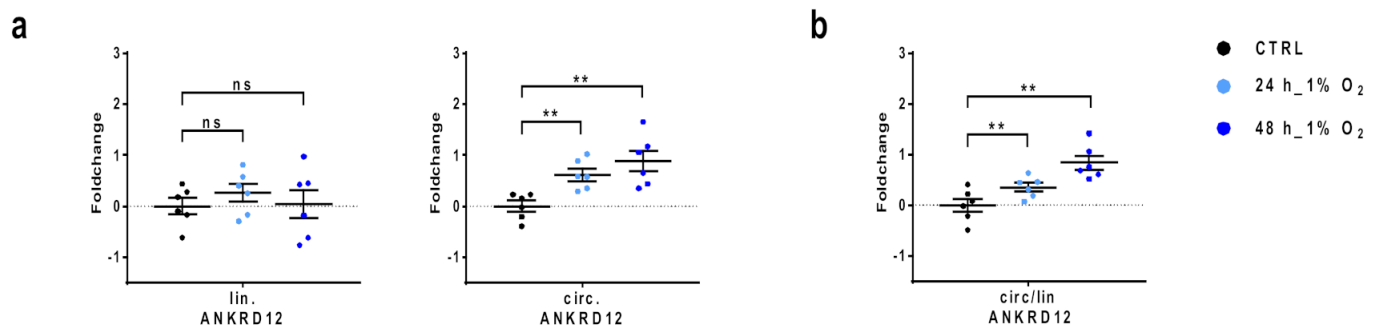 a
3
2
1
0
-1
Foldchange
ns
ns
lin.
ANKRD12
3
2
1
0
-1
Foldchange
**
**
circ.
ANKRD12
b
3
2
1
0
-1
Foldchange
**
**
circ/lin
ANKRD12
CTRL
24 h_1% O₂
48 h_1% O₂